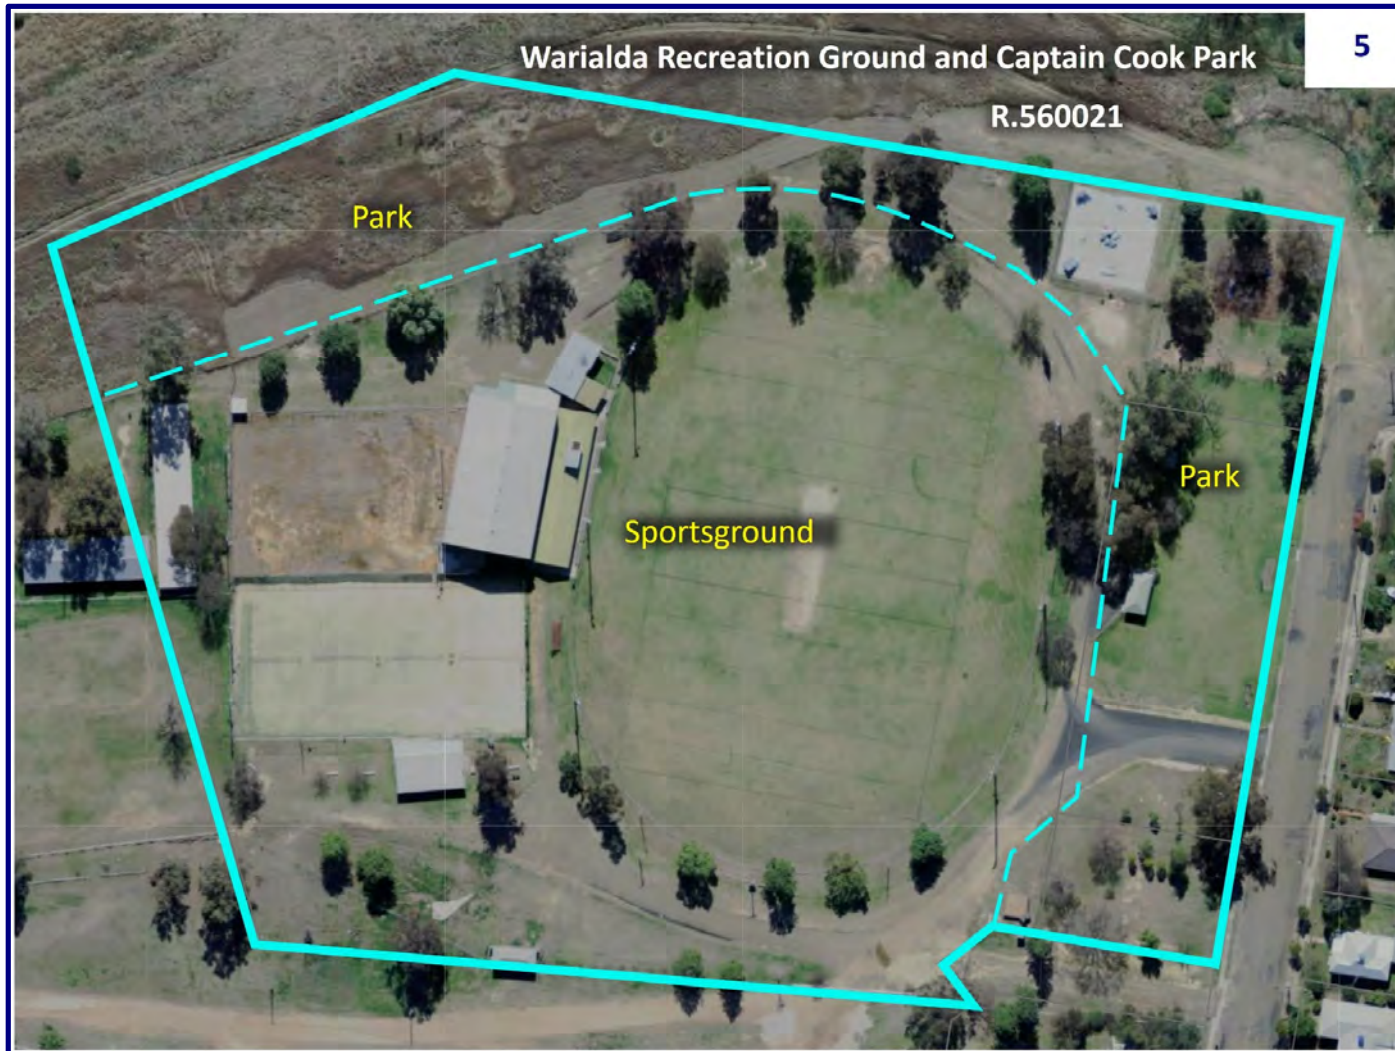 Warialda Recreation Ground and Captain Cook Park
5
R.560021
Park
Park
Sportsground